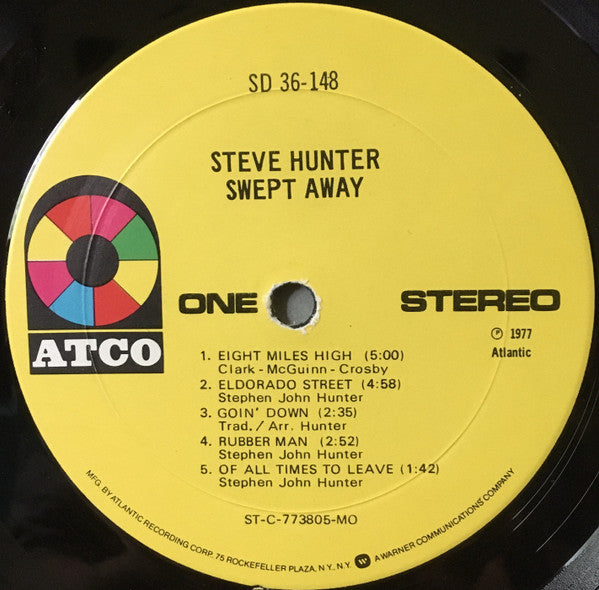 SD 36-148
STEVE HUNTER
SWEPT AWAY
ATCO
ONE
STEREO
℗ 1977
Atlantic
1. EIGHT MILES HIGH (5:00)
Clark - McGuinn - Crosby
2. ELDORADO STREET (4:58)
Stephen John Hunter
3. GOIN' DOWN (2:35)
Trad. / Arr. Hunter
4. RUBBER MAN (2:52)
Stephen John Hunter
5. OF ALL TIMES TO LEAVE (1:42)
Stephen John Hunter
ST-C-773805-MO
MFG. BY ATLANTIC RECORDING CORP. 75 ROCKEFELLER PLAZA, N.Y., N.Y. A WARNER COMMUNICATIONS COMPANY